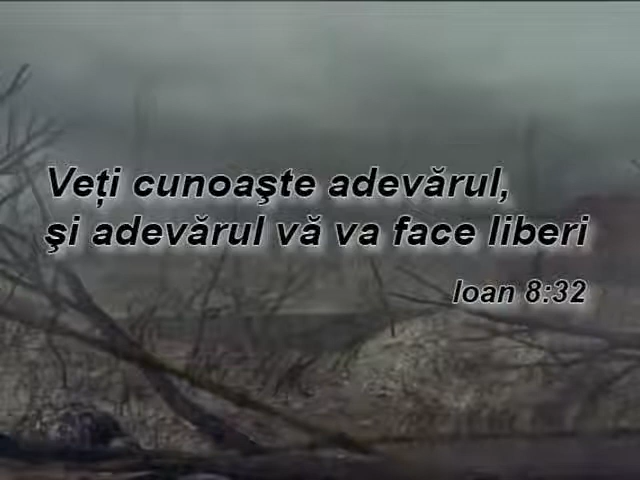 Veți cunoaşte adevărul,
şi adevărul vă va face liberi
Ioan 8:32